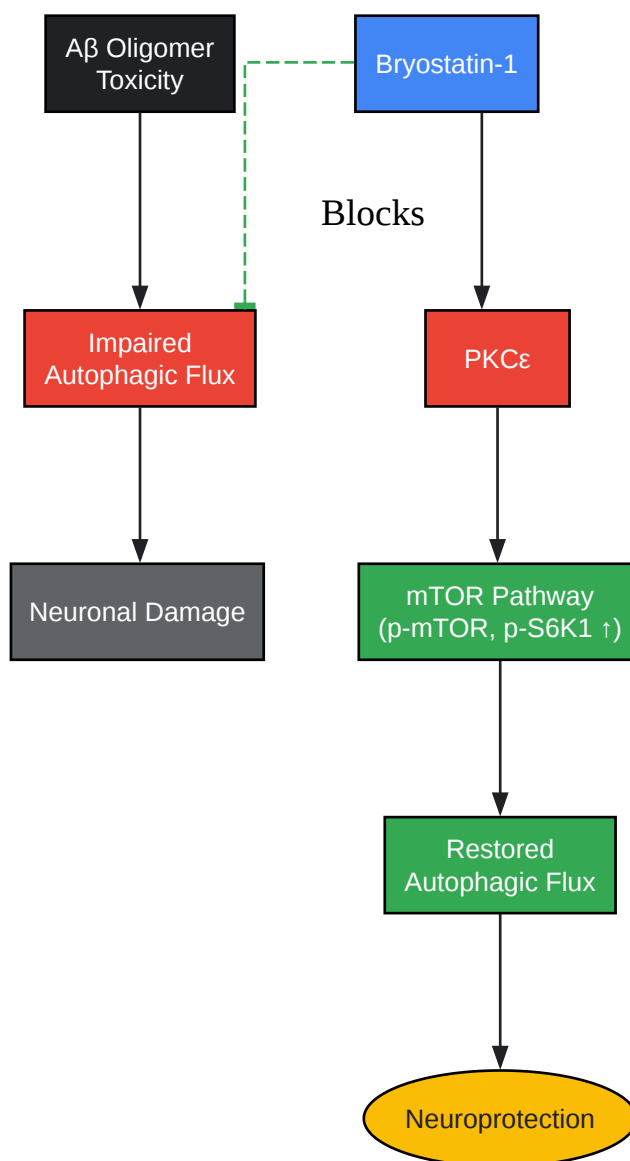 Aβ Oligomer
Toxicity
Bryostatin-1
Blocks
Impaired
Autophagic Flux
PKCε
Neuronal Damage
mTOR Pathway
(p-mTOR, p-S6K1 ↑)
Restored
Autophagic Flux
Neuroprotection